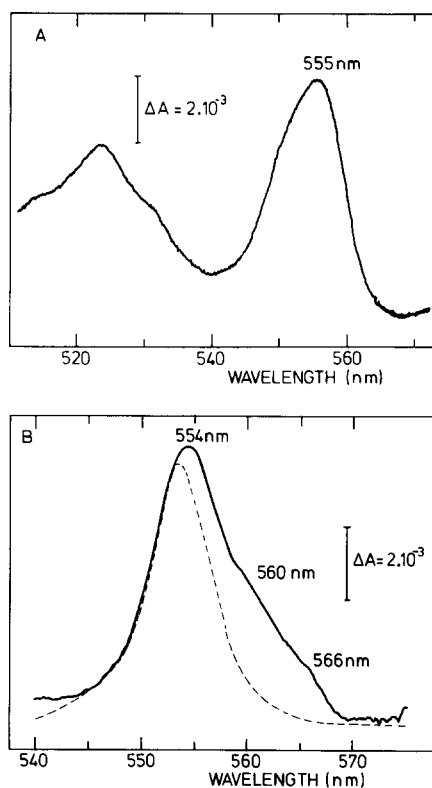 A
555nm
ΔA = 2.10⁻³
520 540 560
WAVELENGTH (nm)
B
554nm
560 nm
ΔA=2.10⁻³
566nm
540 550 560 570
WAVELENGTH (nm)